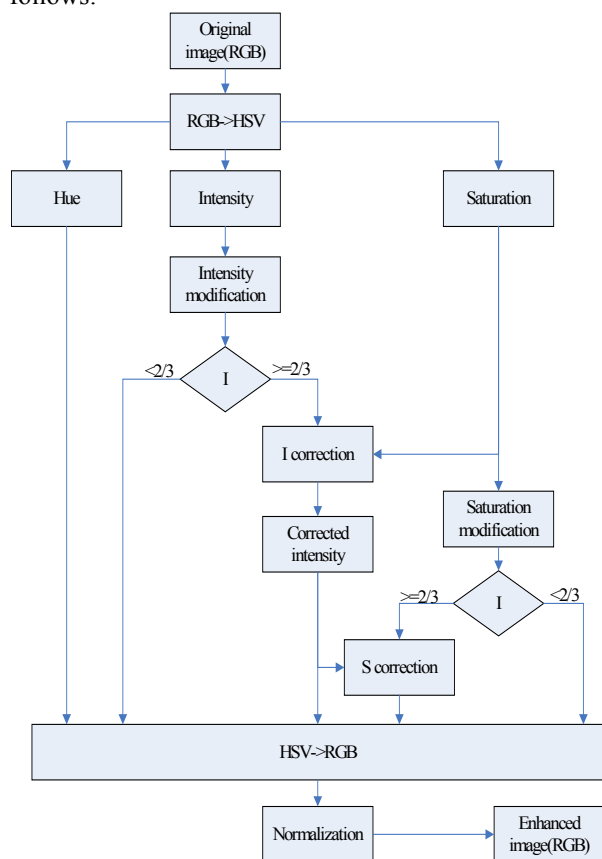 follows:
Original
image(RGB)
RGB->HSV
Hue
Intensity
Saturation
Intensity
modification
<2/3
I
>=2/3
I correction
Saturation
modification
Corrected
intensity
>=2/3
I
<2/3
S correction
HSV->RGB
Normalization
Enhanced
image(RGB)